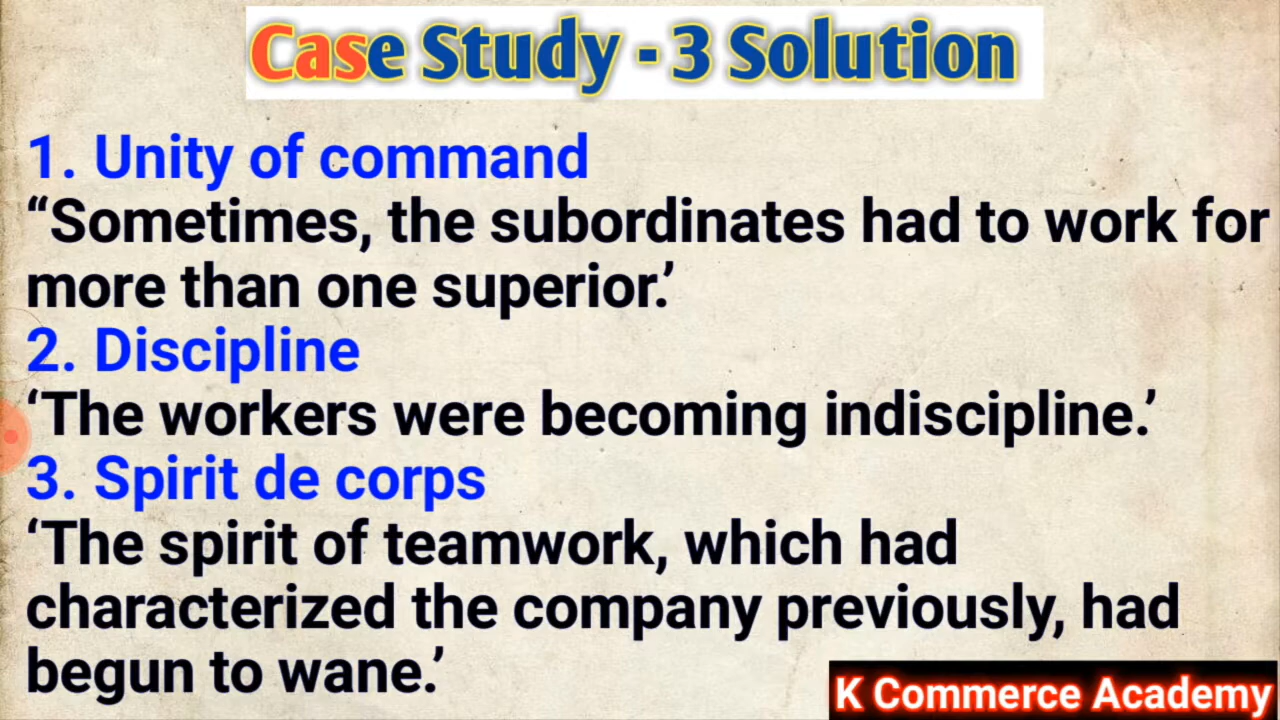 Case Study - 3 Solution
1. Unity of command
“Sometimes, the subordinates had to work for
more than one superior.’
2. Discipline
‘The workers were becoming indiscipline.’
3. Spirit de corps
‘The spirit of teamwork, which had
characterized the company previously, had
begun to wane.’
K Commerce Academy